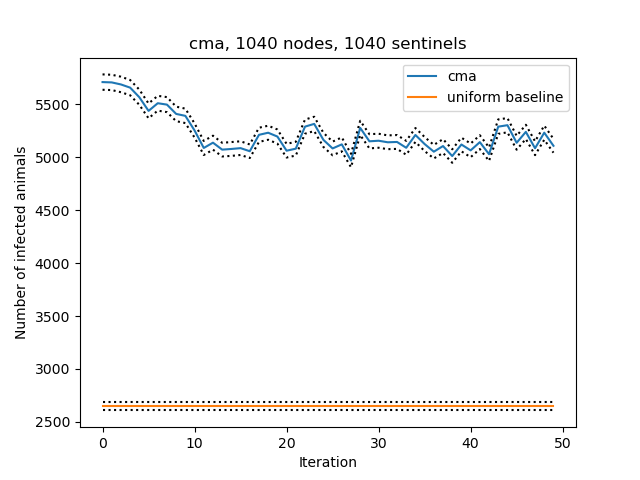 cma, 1040 nodes, 1040 sentinels
cma
uniform baseline
Number of infected animals
5500
5000
4500
4000
3500
3000
2500
0 10 20 30 40 50
Iteration